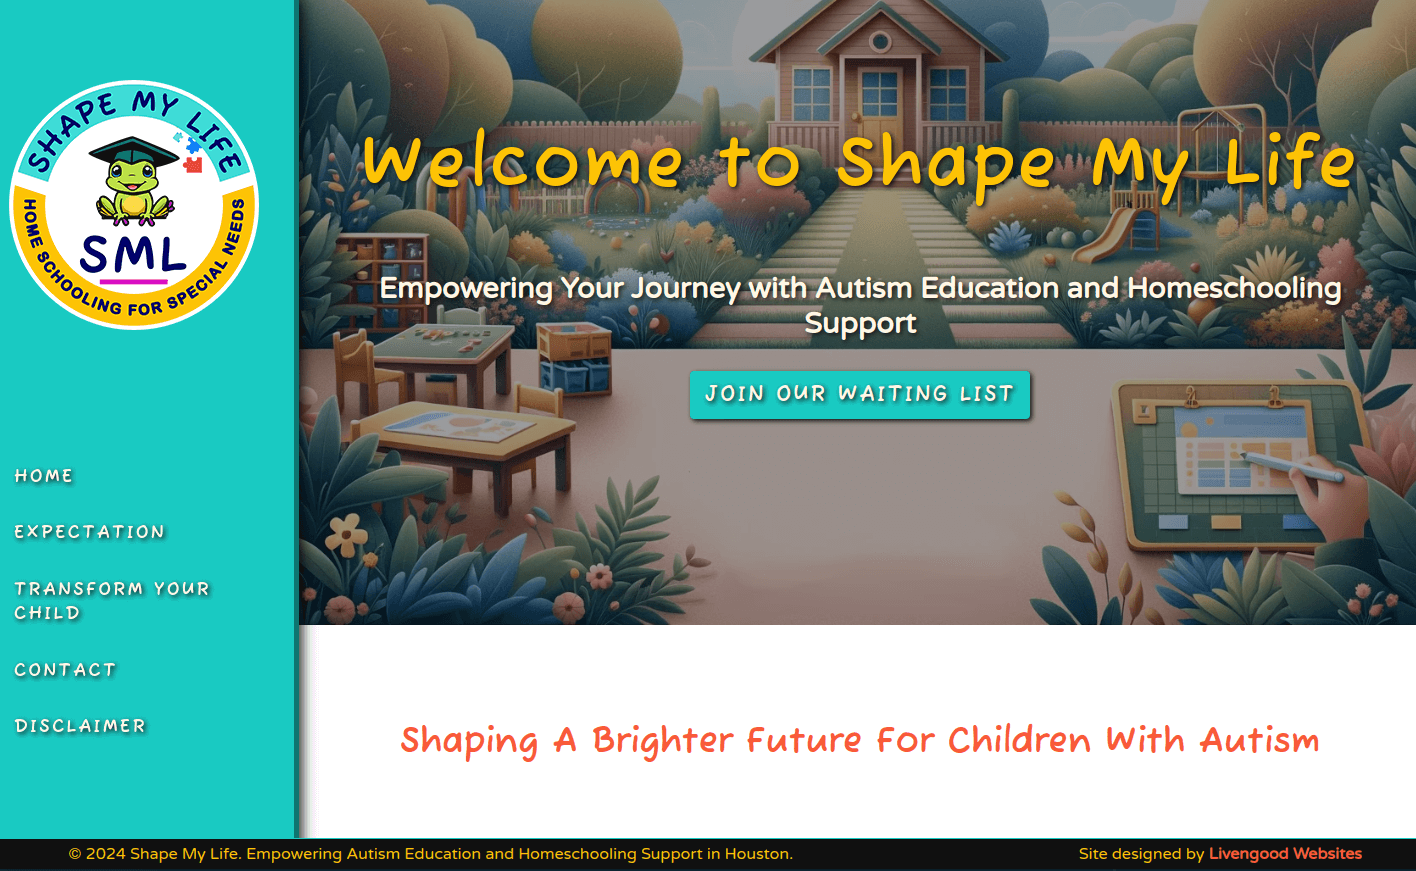 SHAPE MY LIFE
SML
HOME SCHOOLING FOR SPECIAL NEEDS
HOME
EXPECTATION
TRANSFORM YOUR
CHILD
CONTACT
DISCLAIMER
Welcome to Shape My Life
Empowering Your Journey with Autism Education and Homeschooling
Support
JOIN OUR WAITING LIST
Shaping A Brighter Future For Children With Autism
© 2024 Shape My Life. Empowering Autism Education and Homeschooling Support in Houston.
Site designed by Livengood Websites